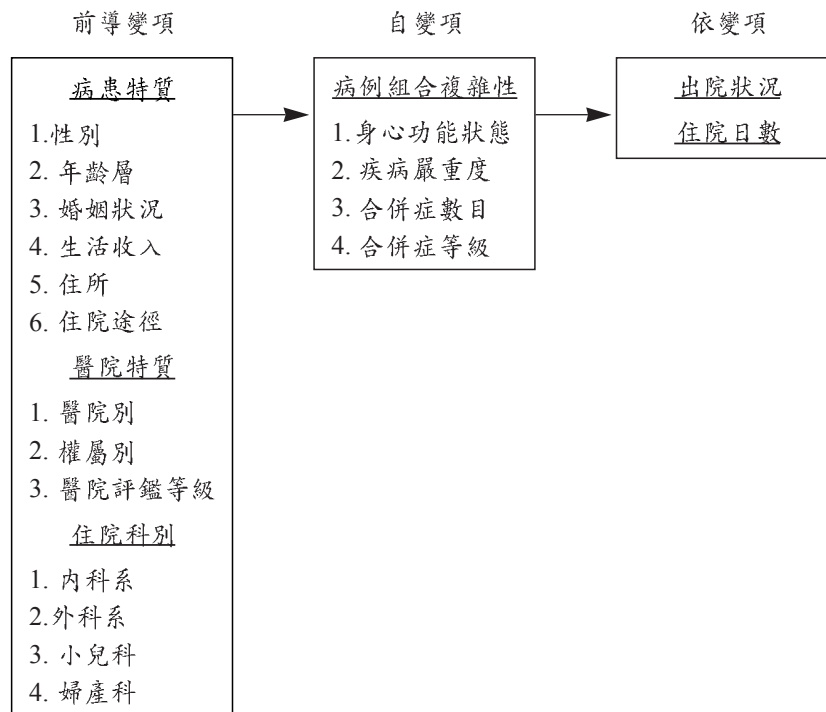 前導變項
自變項
依變項
病患特質
1.性別
2. 年齡層
3. 婚姻狀況
4. 生活收入
5. 住所
6. 住院途徑
醫院特質
1. 醫院別
2. 權屬別
3. 醫院評鑑等級
住院科別
1. 內科系
2.外科系
3. 小兒科
4. 婦產科
病例組合複雜性
1.身心功能狀態
2. 疾病嚴重度
3. 合併症數目
4. 合併症等級
出院狀況
住院日數